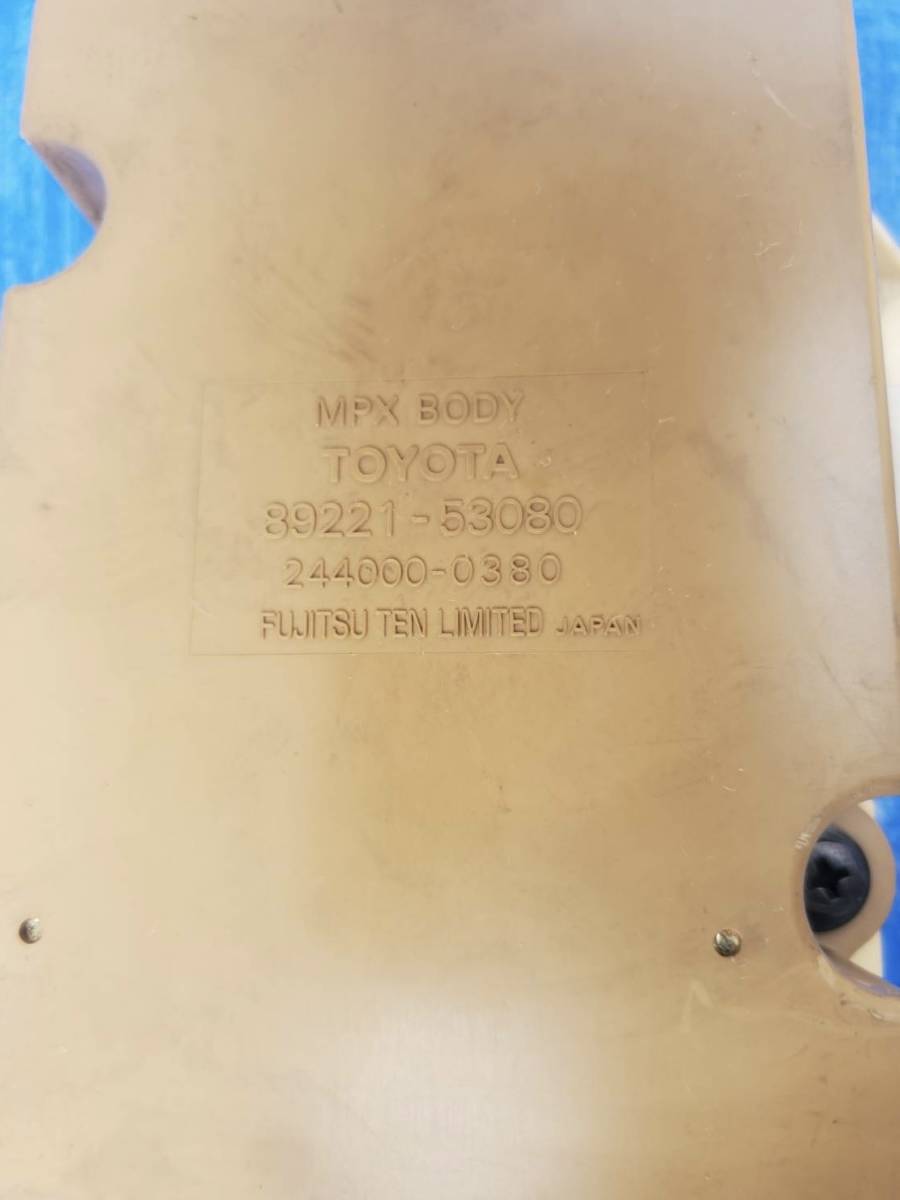 MPX BODY
TOYOTA
89221-53080
244000-0380
FUJITSU TEN LIMITED JAPAN